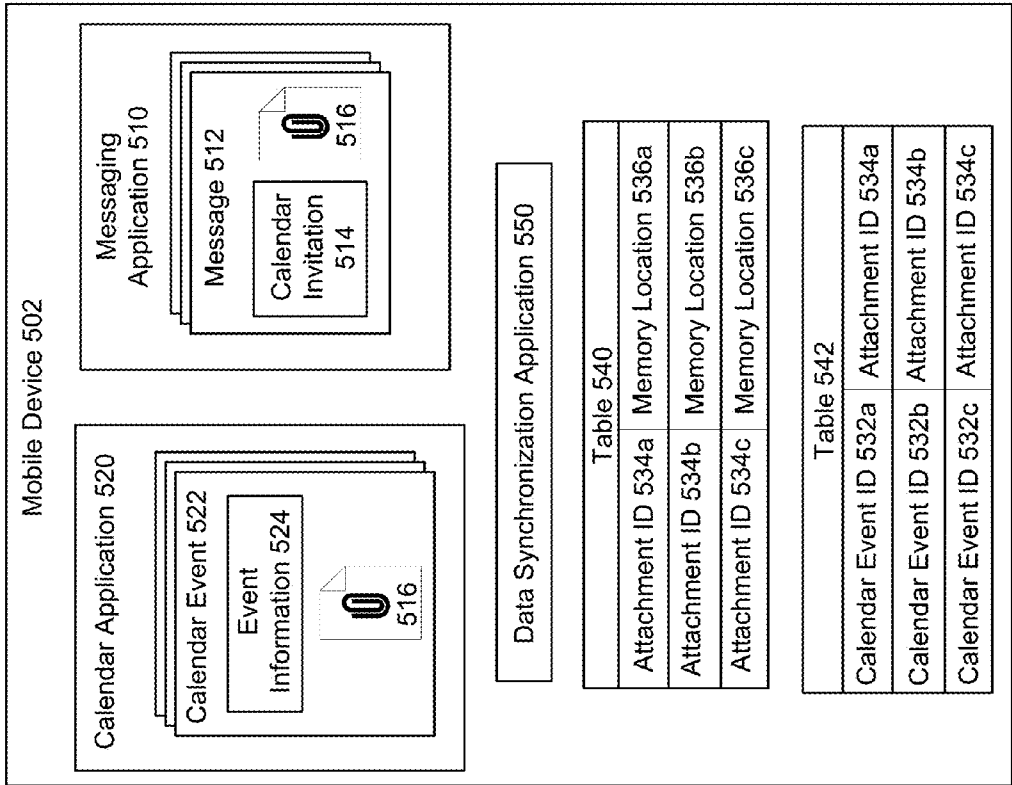 Mobile Device 502
Calendar Application 520
Calendar Event 522
Event
Information 524
516
Messaging
Application 510
Message 512
Calendar
Invitation
514
516
Data Synchronization Application 550
Table 540
Attachment ID 534a Memory Location 536a
Attachment ID 534b Memory Location 536b
Attachment ID 534c Memory Location 536c
Table 542
Calendar Event ID 532a Attachment ID 534a
Calendar Event ID 532b Attachment ID 534b
Calendar Event ID 532c Attachment ID 534c